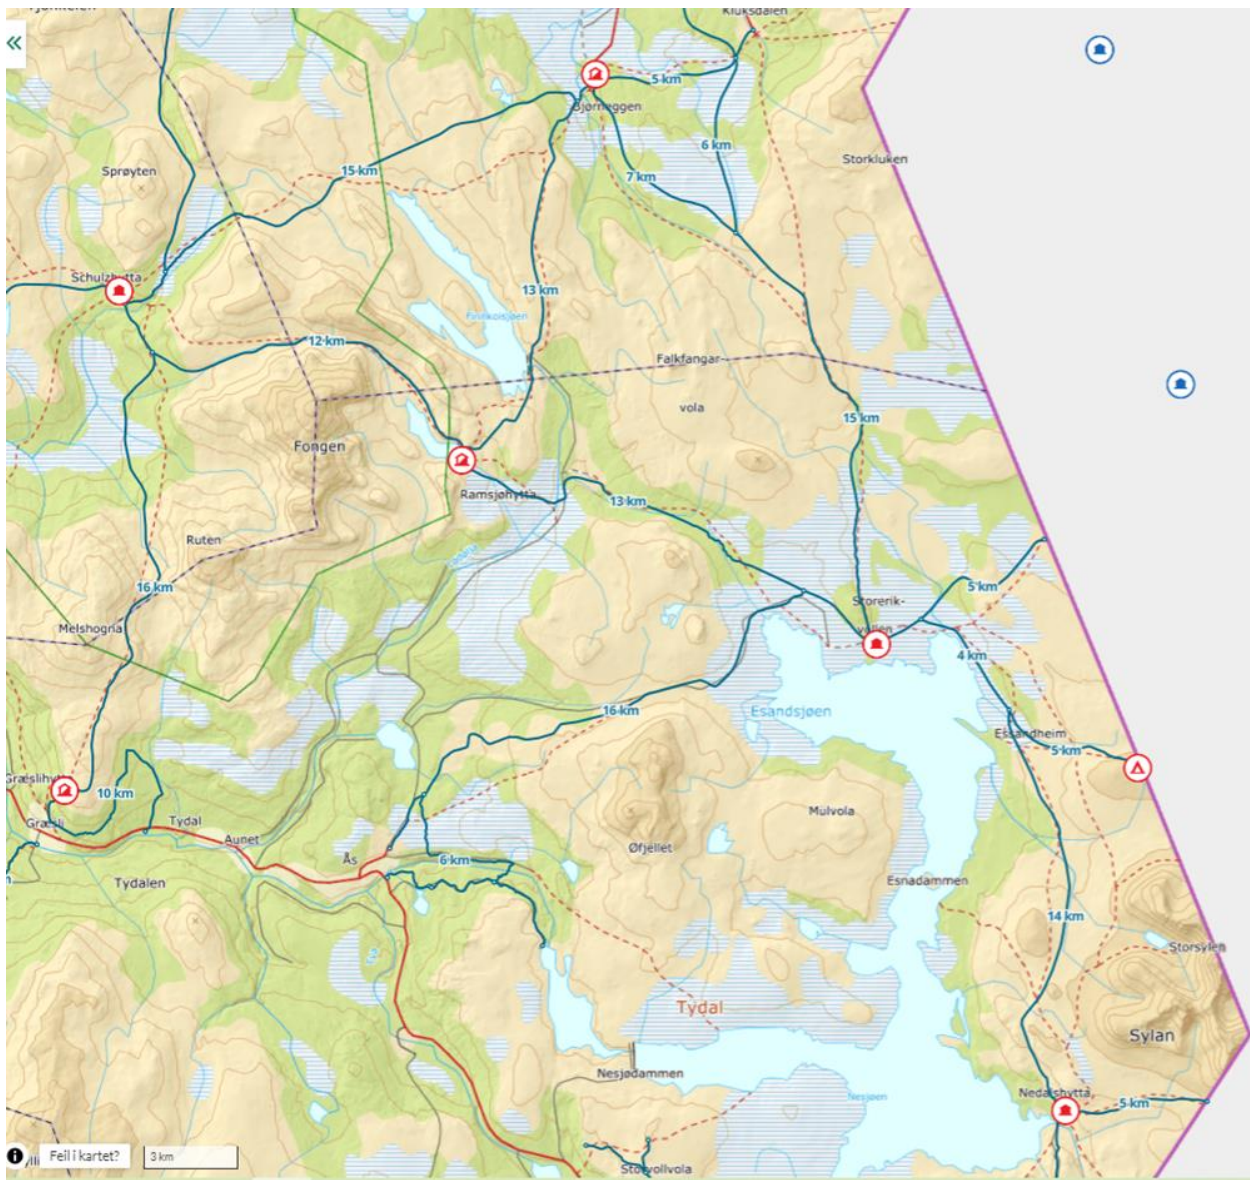 Kluksdalen
«
5 km
Bjørneggen
6 km
Storkluken
Sprøyten
15 km
7 km
Schulzhytta
13 km
Finnkoisjøen
12 km
Falkfangar-
vola
15 km
Fongen
Ramsjøhytta
13 km
Ruten
16 km
5 km
Storerik-
vollen
Melshogna
4 km
16 km
Esandsjøen
Essandheim
5 km
Græslihytta
10 km
Mulvola
Græsli
Tydal
Aunet
Øfjellet
Ås
6 km
Tydalen
Esnadammen
14 km
Storsylen
Tydal
Sylan
Nesjødammen
Nedalshytta
Nesjøen
5 km
Feil i kartet?
3 km
Storvollvola